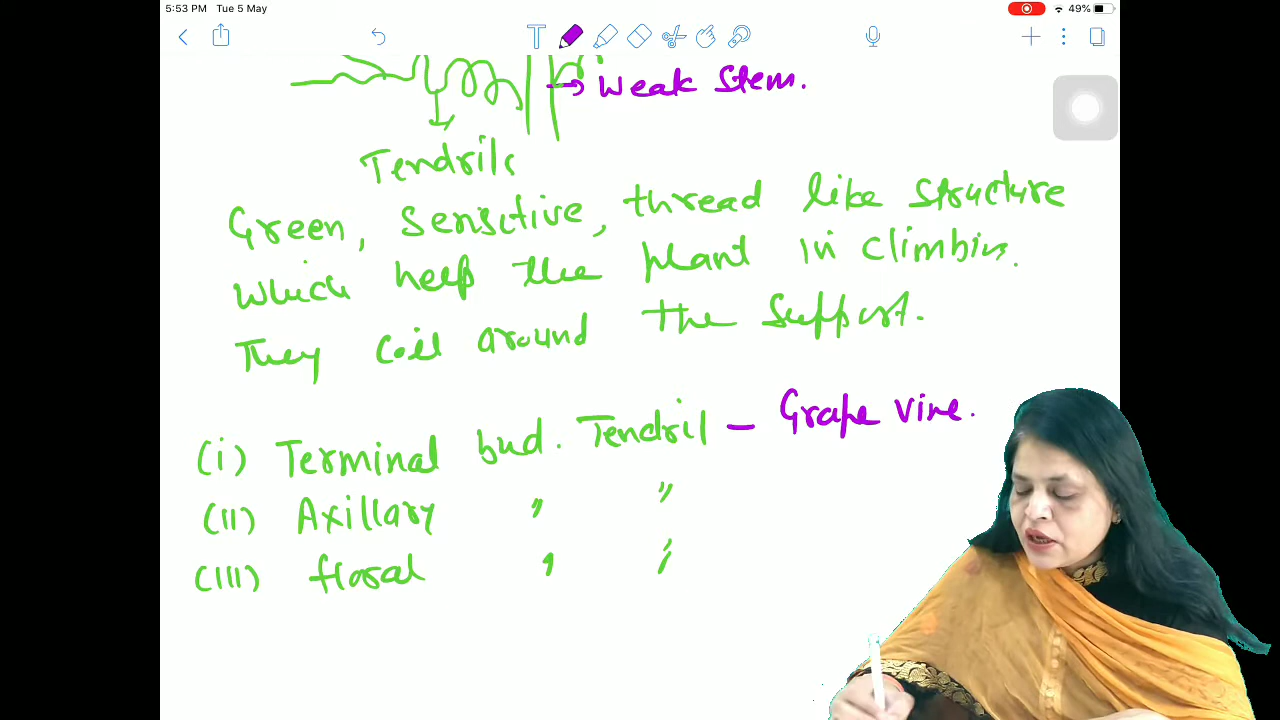 5:53 PM Tue 5 May 49%
T
→ Weak Stem.
Tendrils
Green, Sensitive, thread like structure
which help the plant in climbing.
They coil around the support.
(i) Terminal bud. Tendril — Grape vine.
(II) Axillary " "
(III) floral " "